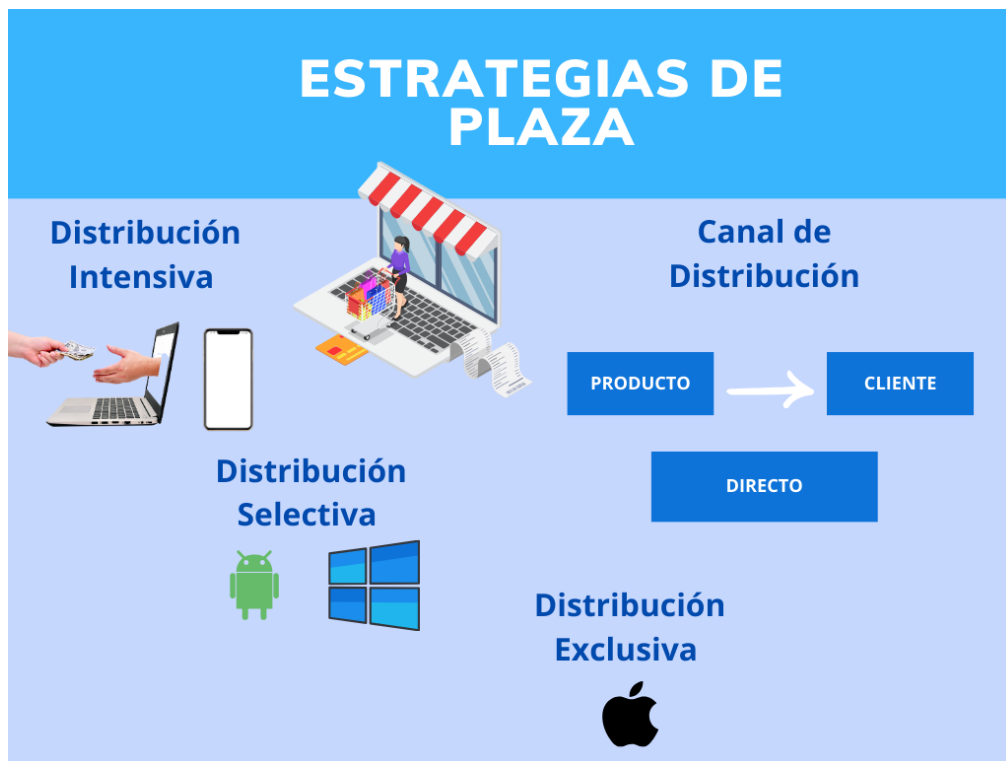 ESTRATEGIAS DE
PLAZA
Distribución
Intensiva
Canal de
Distribución
PRODUCTO
CLIENTE
DIRECTO
Distribución
Selectiva
Distribución
Exclusiva